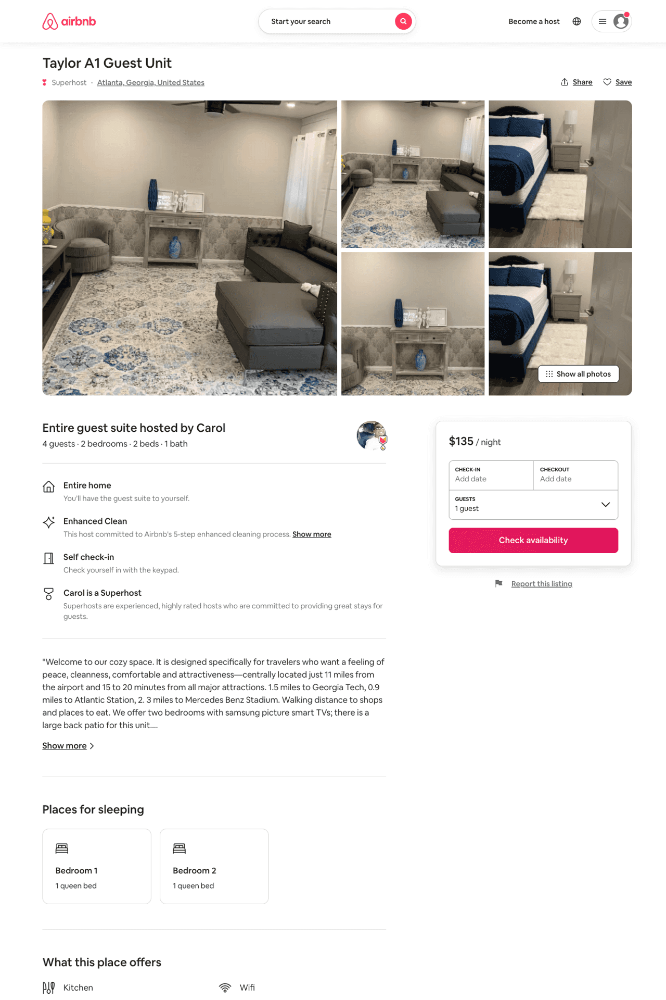 airbnb
Start your search
Become a host
Taylor A1 Guest Unit
Superhost · Atlanta, Georgia, United States
Share
Save
enjoy
things
enjoy
things
Show all photos
Entire guest suite hosted by Carol
4 guests · 2 bedrooms · 2 beds · 1 bath
$135 / night
CHECK-IN
Add date
CHECKOUT
Add date
GUESTS
1 guest
Check availability
Report this listing
Entire home
You'll have the guest suite to yourself.
Enhanced Clean
This host committed to Airbnb's 5-step enhanced cleaning process. Show more
Self check-in
Check yourself in with the keypad.
Carol is a Superhost
Superhosts are experienced, highly rated hosts who are committed to providing great stays for
guests.
"Welcome to our cozy space. It is designed specifically for travelers who want a feeling of
peace, cleanness, comfortable and attractiveness—centrally located just 11 miles from
the airport and 15 to 20 minutes from all major attractions. 1.5 miles to Georgia Tech, 0.9
miles to Atlantic Station, 2. 3 miles to Mercedes Benz Stadium. Walking distance to shops
and places to eat. We offer two bedrooms with samsung picture smart TVs; there is a
large back patio for this unit....
Show more
Places for sleeping
Bedroom 1
1 queen bed
Bedroom 2
1 queen bed
What this place offers
Kitchen
Wifi